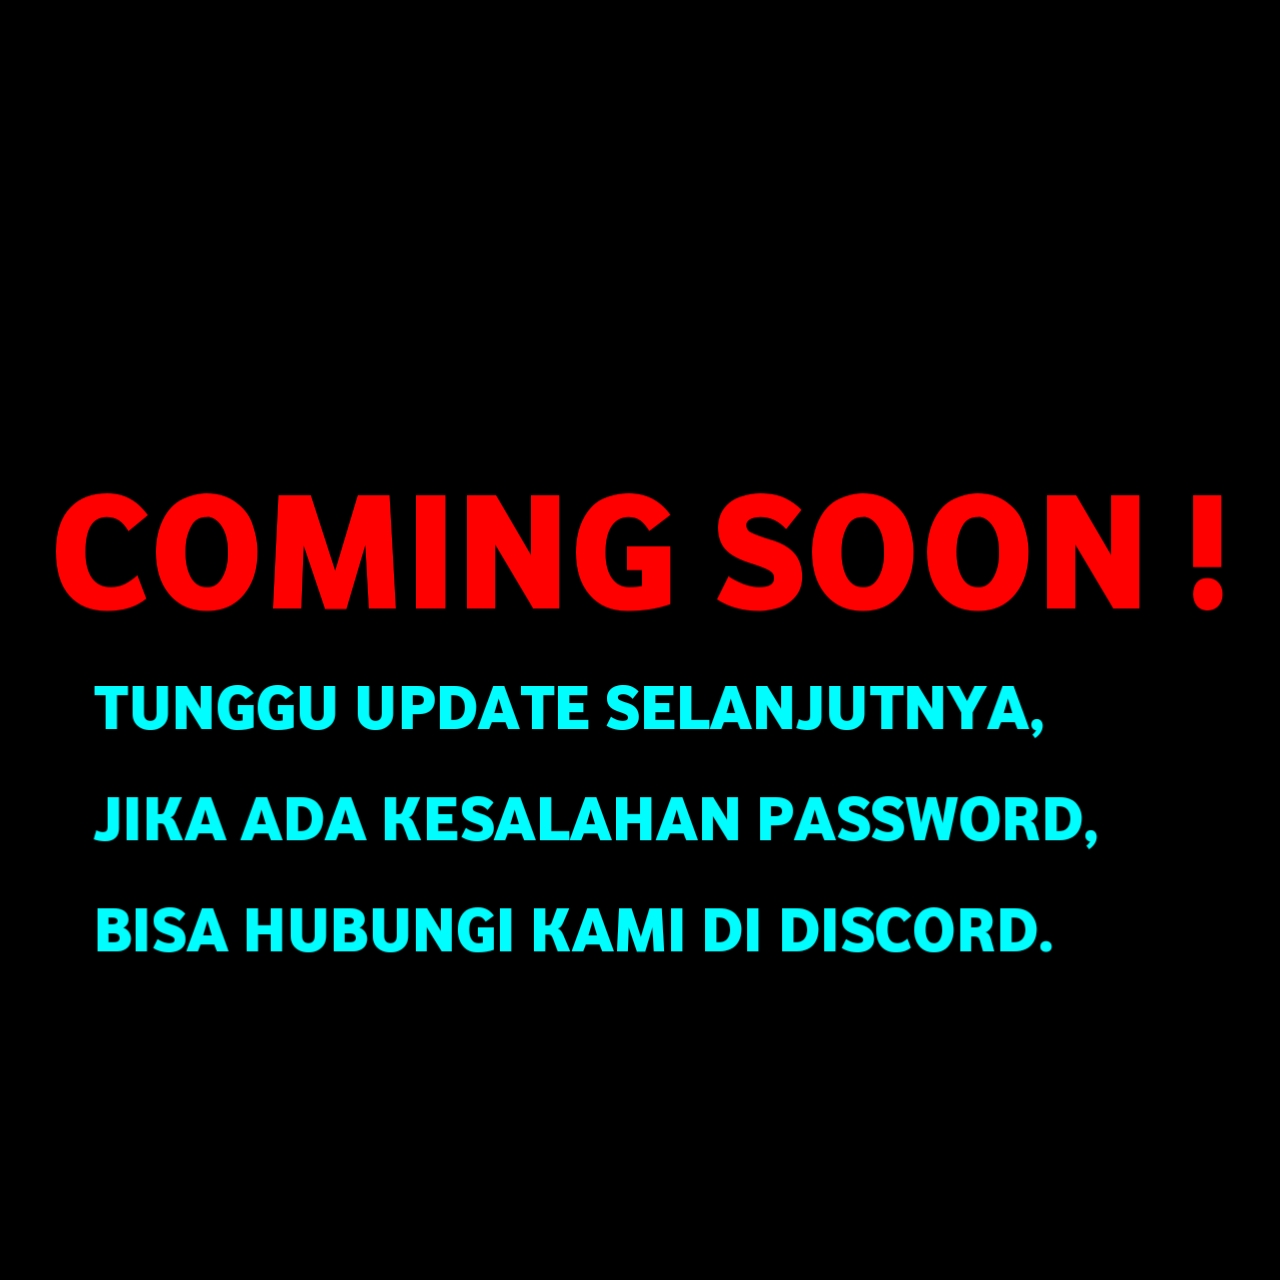 COMING SOON !
TUNGGU UPDATE SELANJUTNYA,
JIKA ADA KESALAHAN PASSWORD,
BISA HUBUNGI KAMI DI DISCORD.